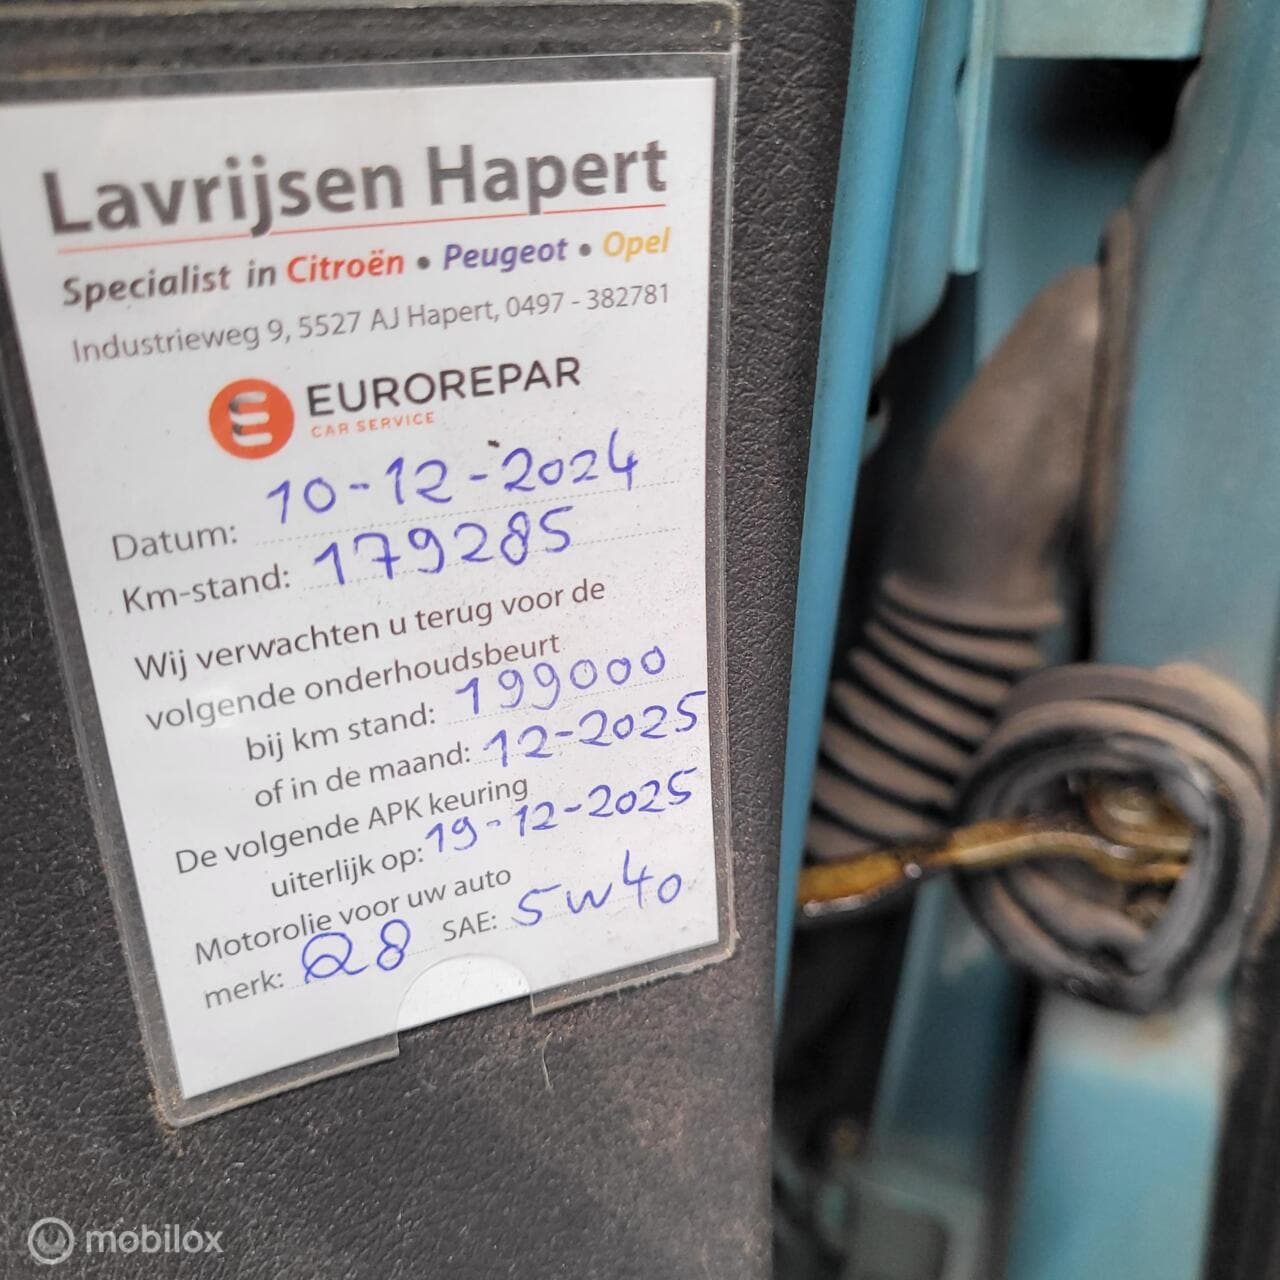 Lavrijsen Hapert
Specialist in Citroën • Peugeot • Opel
Industrieweg 9, 5527 AJ Hapert, 0497 - 382781
EUROREPAR
CAR SERVICE
Datum: 10-12-2024
Km-stand: 179285
Wij verwachten u terug voor de
volgende onderhoudsbeurt
bij km stand: 199000
of in de maand: 12-2025
De volgende APK keuring
uiterlijk op: 19-12-2025
Motorolie voor uw auto
merk: Q8 SAE: 5w40
mobilox